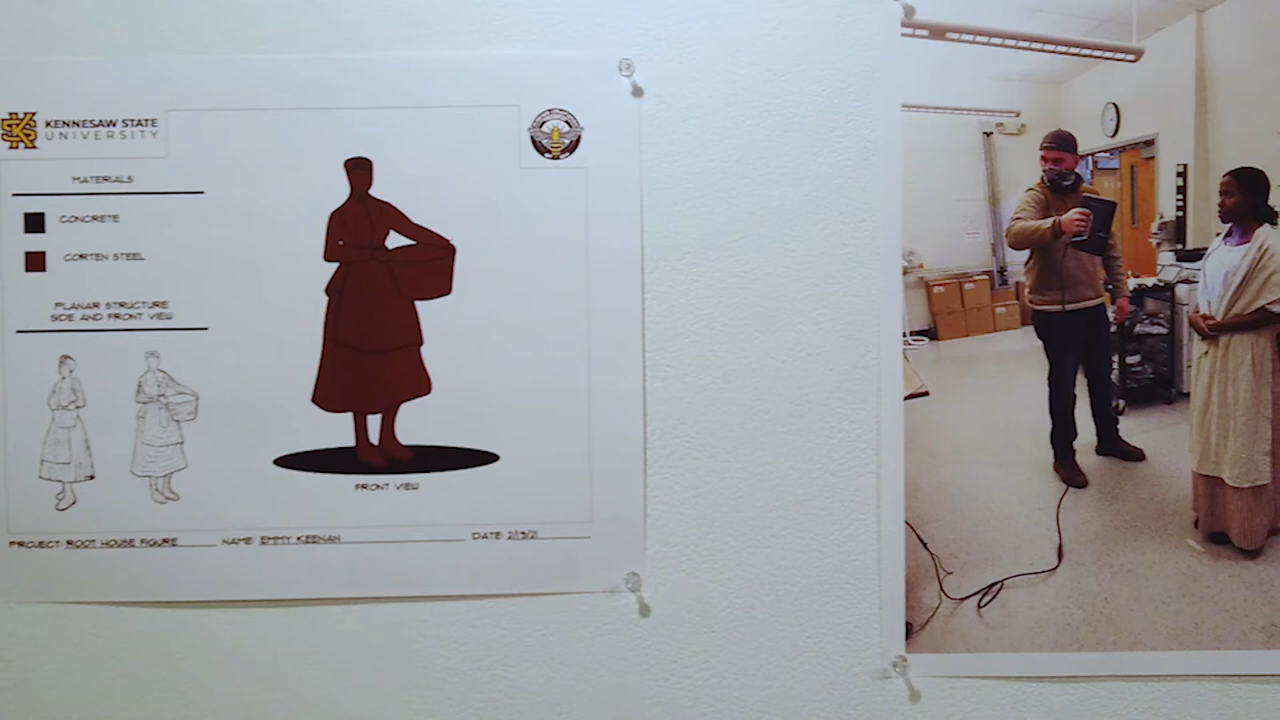 KENNESAW STATE
UNIVERSITY
MATERIALS
CONCRETE
CORTEN STEEL
PLANAR STRUCTURE
SIDE AND FRONT VIEW
FRONT VIEW
PROJECT: ROOT HOUSE FIGURE NAME: EMMY KEENAN DATE: 2/19/21